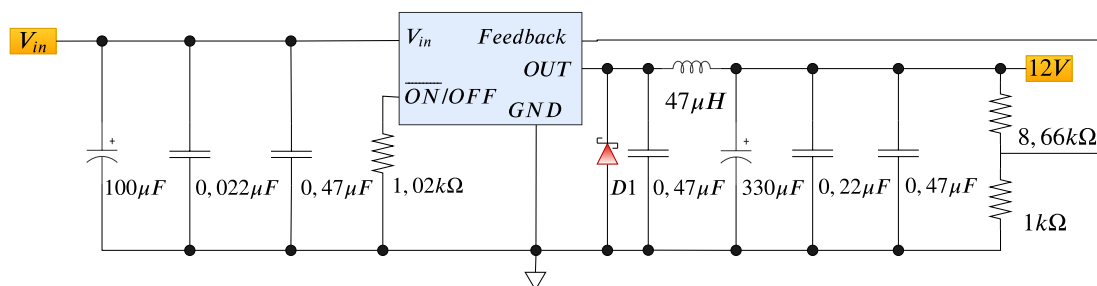 V_in
V_in
Feedback
OUT
ON/OFF
GND
12V
47μH
8,66kΩ
100μF
0,022μF
0,47μF
1,02kΩ
D1
0,47μF
330μF
0,22μF
0,47μF
1kΩ
+
+